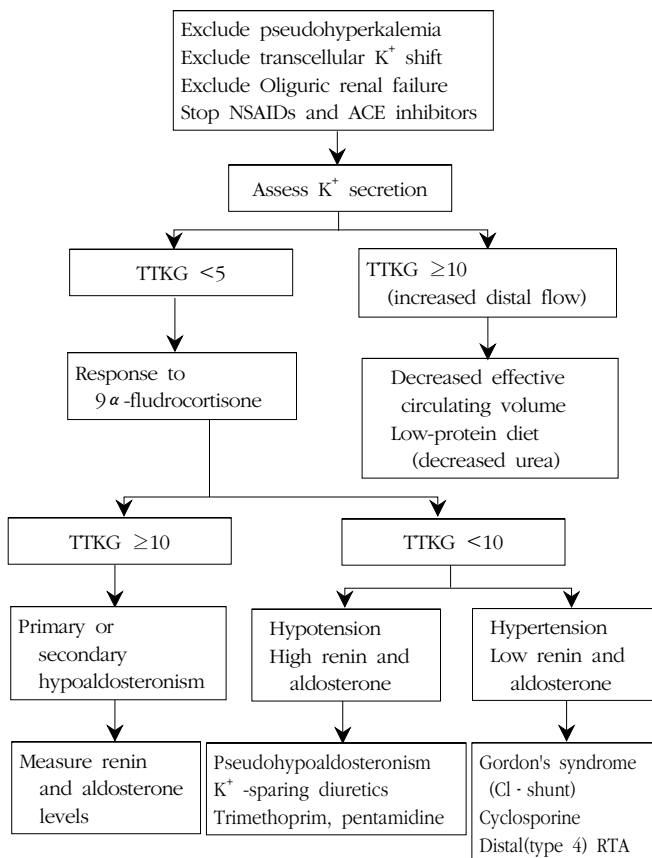 Exclude pseudohyperkalemia
Exclude transcellular K⁺ shift
Exclude Oliguric renal failure
Stop NSAIDs and ACE inhibitors
Assess K⁺ secretion
TTKG <5
TTKG ≥10
(increased distal flow)
Response to
9α-fludrocortisone
Decreased effective
circulating volume
Low-protein diet
(decreased urea)
TTKG ≥10
TTKG <10
Primary or
secondary
hypoaldosteronism
Hypotension
High renin and
aldosterone
Hypertension
Low renin and
aldosterone
Measure renin
and aldosterone
levels
Pseudohypoaldosteronism
K⁺ -sparing diuretics
Trimethoprim, pentamidine
Gordon's syndrome
(Cl - shunt)
Cyclosporine
Distal(type 4) RTA